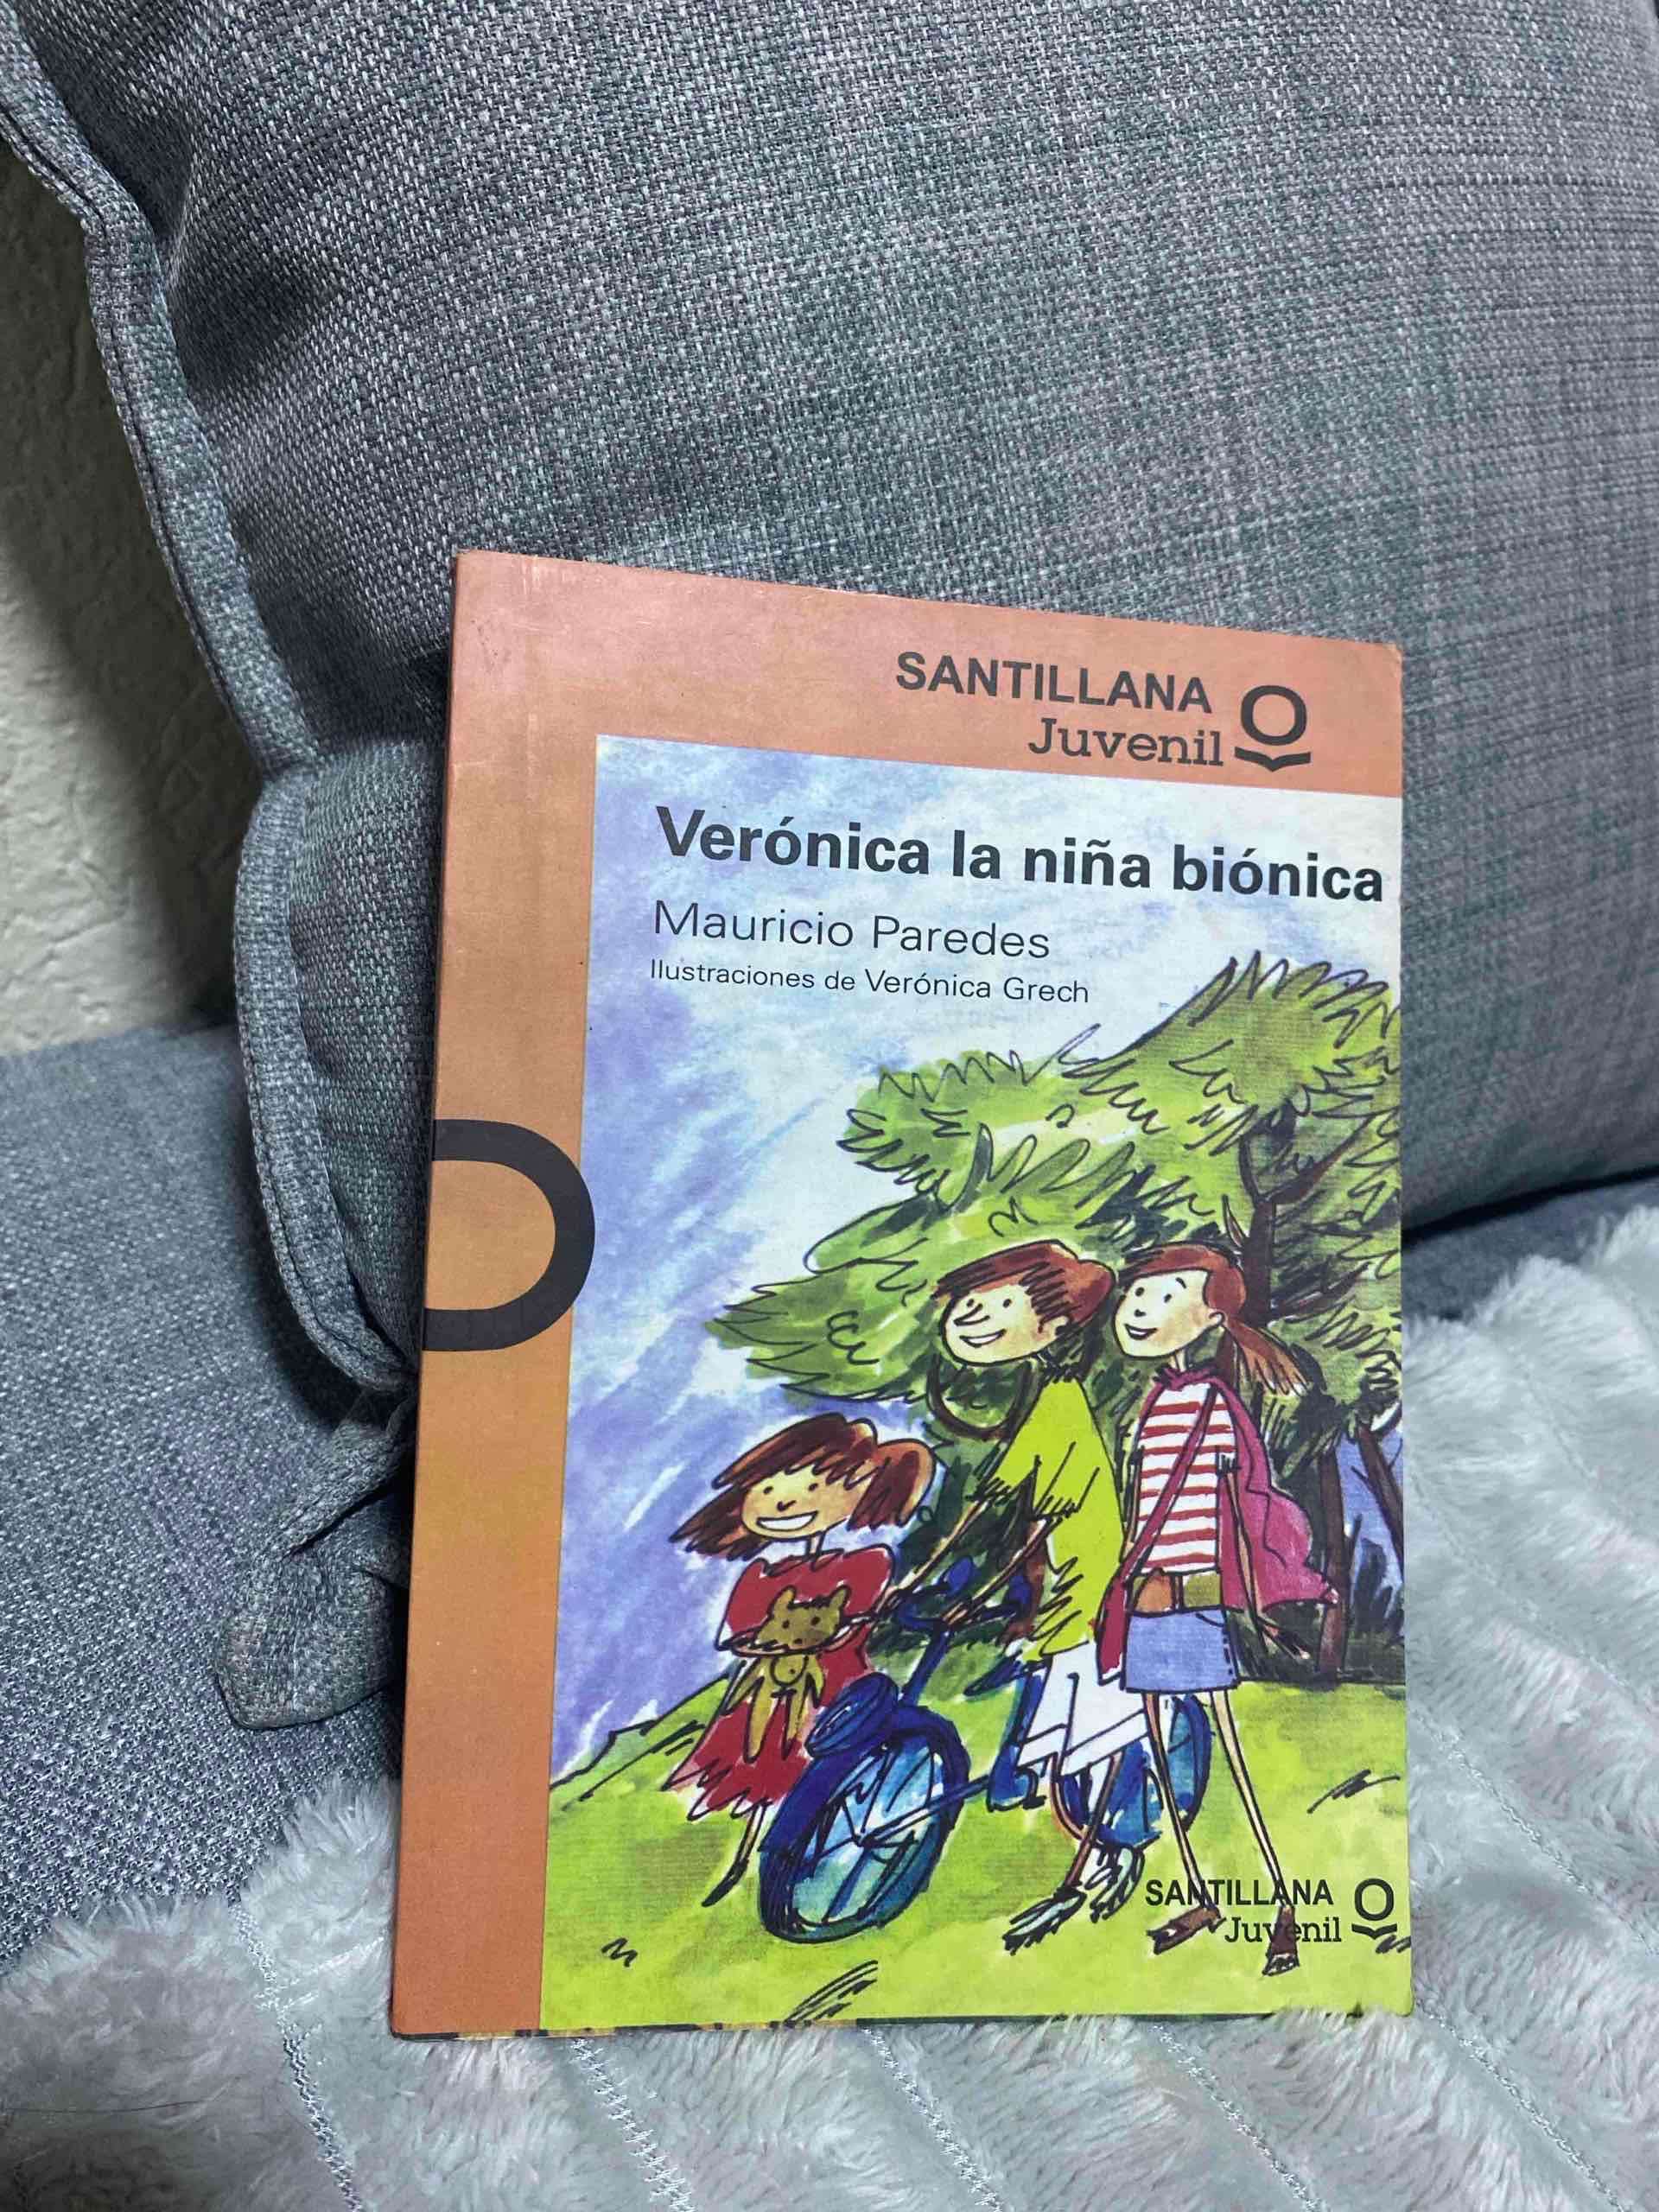 SANTILLANA
Juvenil
Verónica la niña biónica
Mauricio Paredes
Ilustraciones de Verónica Grech
SANTILLANA
Juvenil